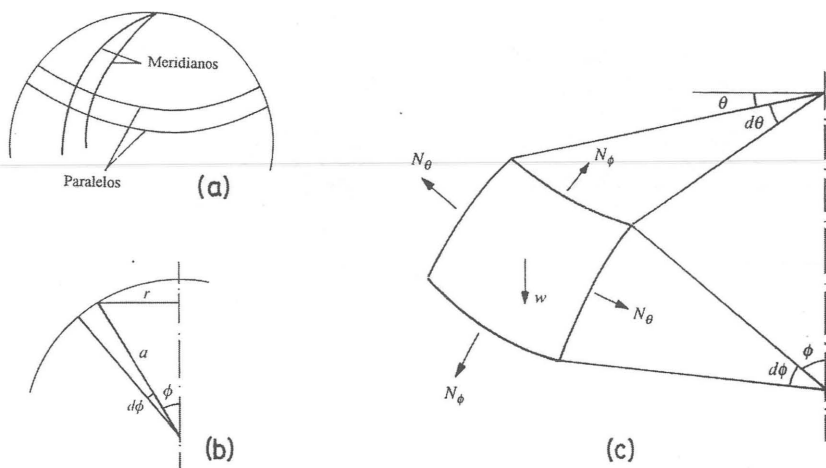 Meridianos
Paralelos
(a)
r
a
ϕ
dϕ
(b)
θ
dθ
N_θ
N_ϕ
w
N_θ
N_ϕ
dϕ
ϕ
(c)